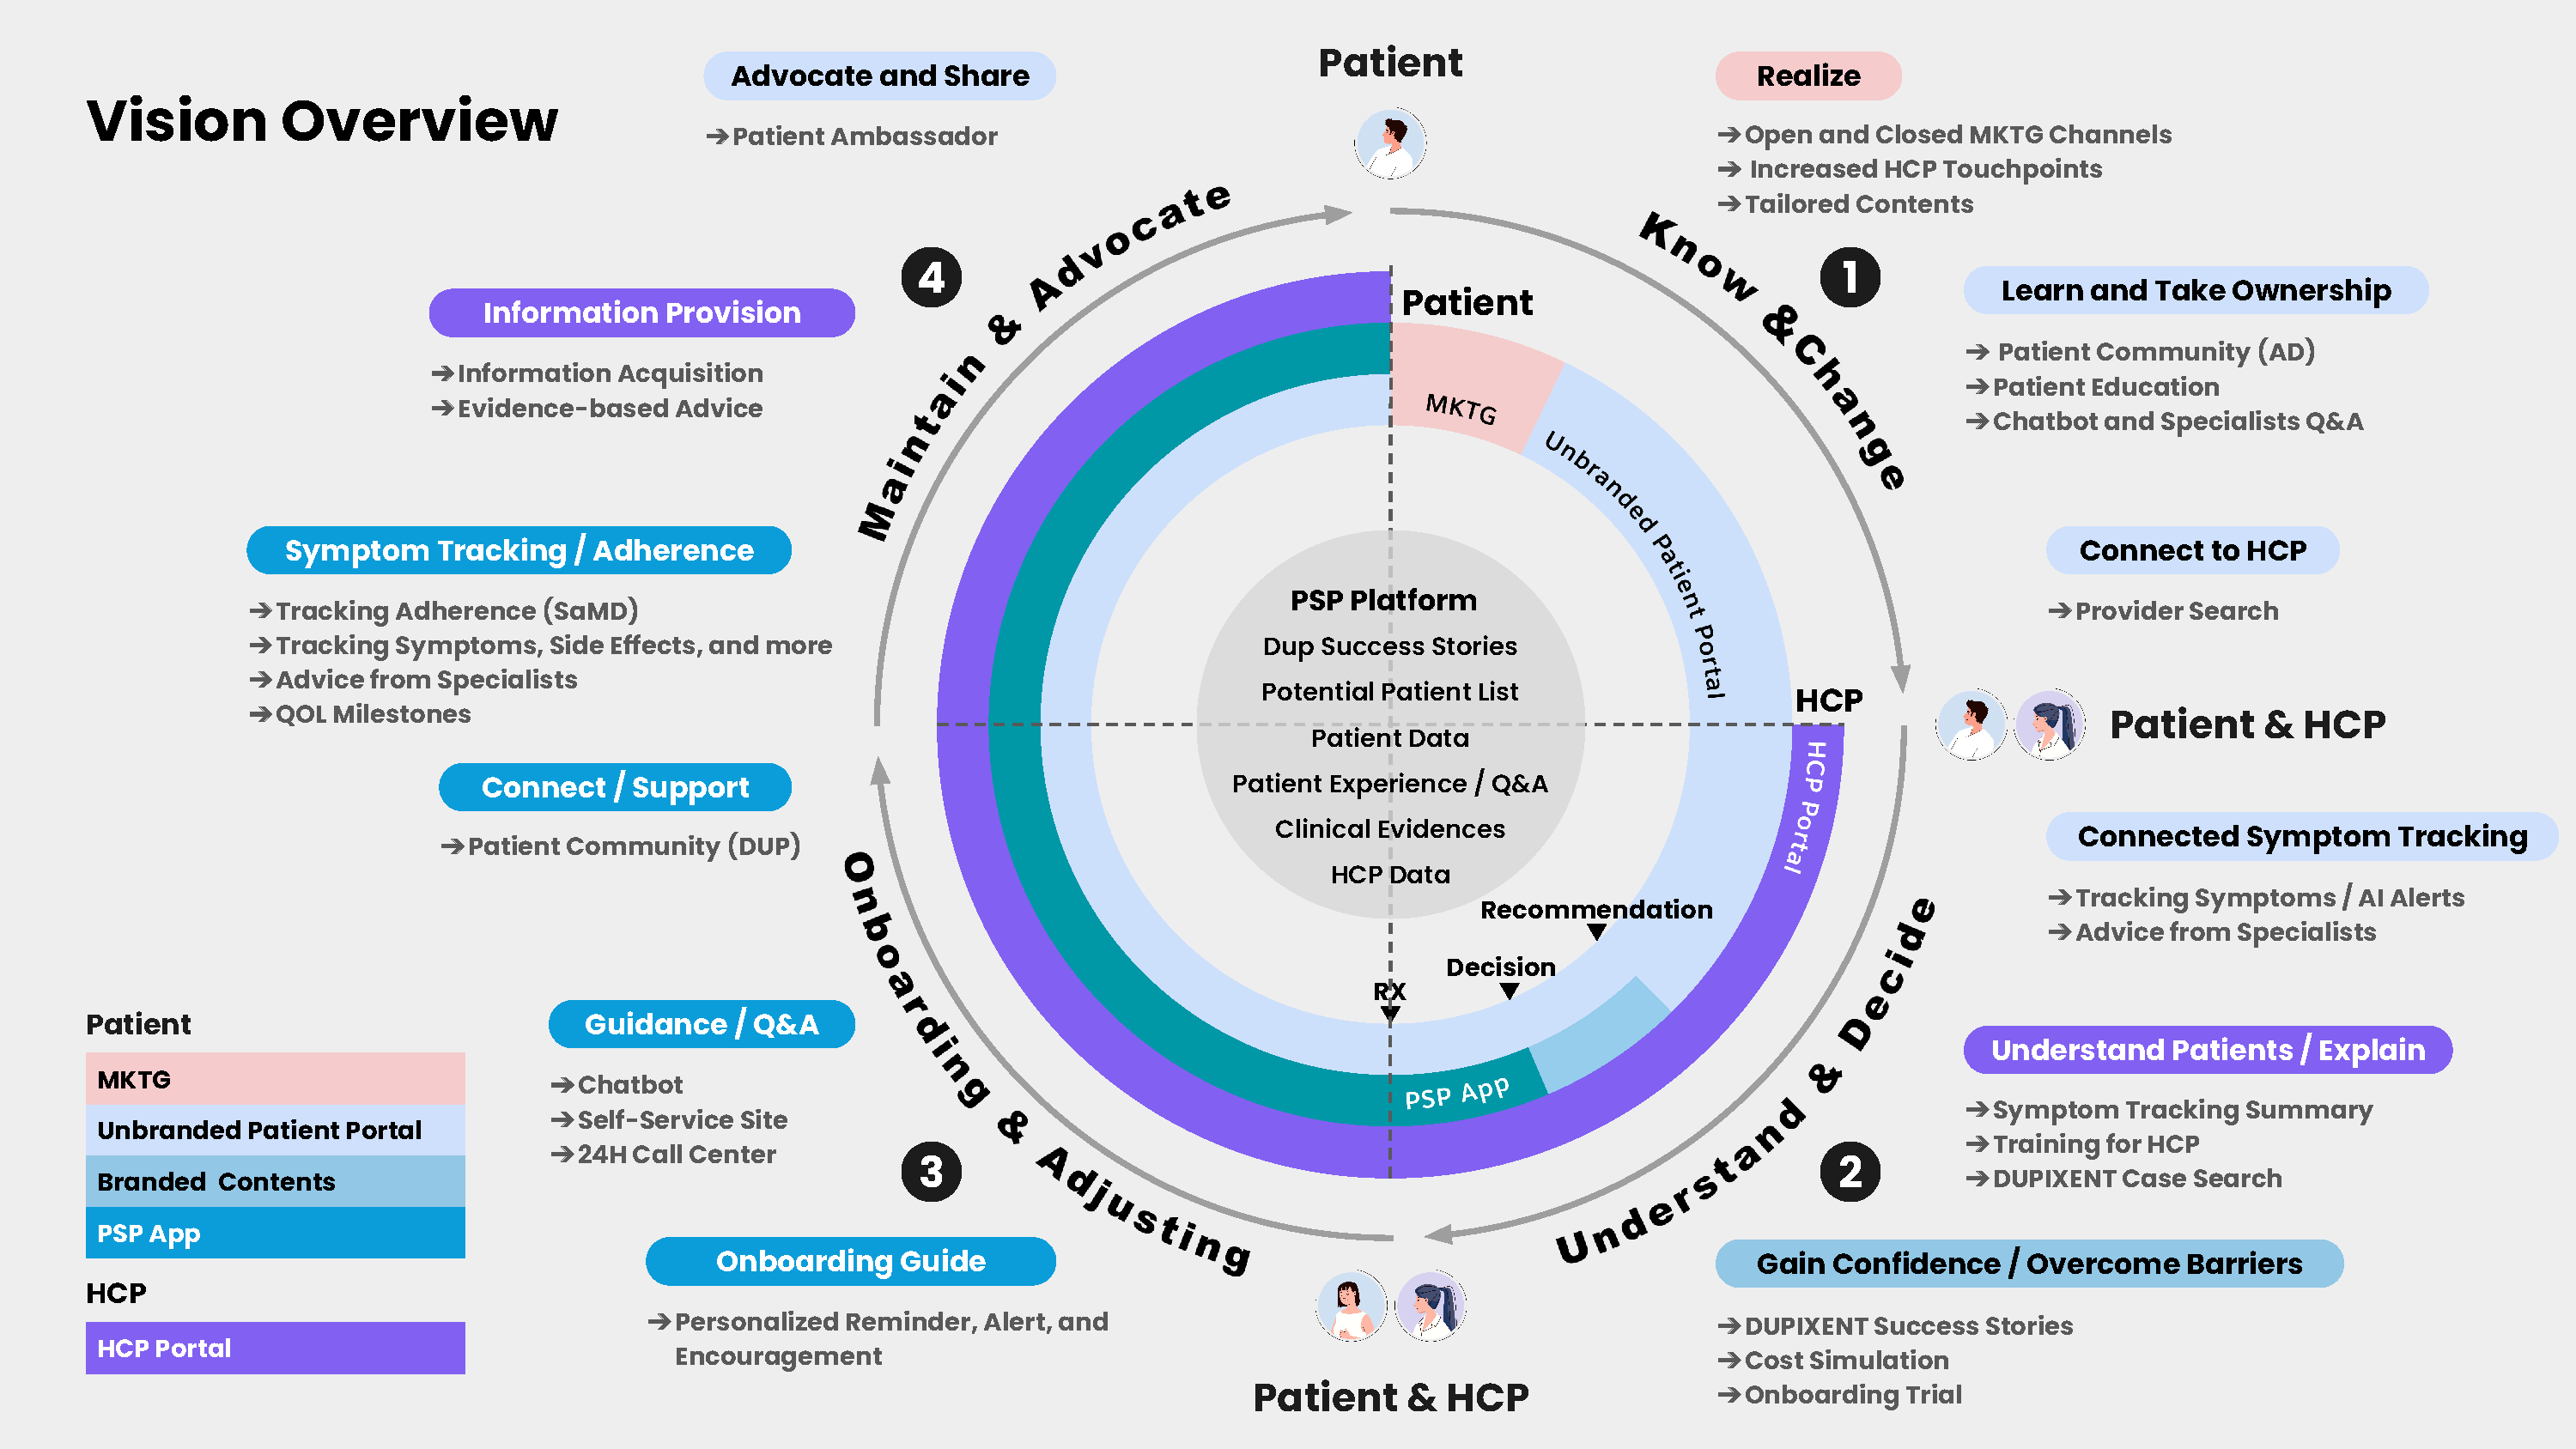 Vision Overview
Patient
Advocate and Share
➔Patient Ambassador
Realize
➔Open and Closed MKTG Channels
➔ Increased HCP Touchpoints
➔Tailored Contents
Know &Change
1
Learn and Take Ownership
➔ Patient Community (AD)
➔Patient Education
➔Chatbot and Specialists Q&A
Connect to HCP
➔Provider Search
Patient & HCP
Connected Symptom Tracking
➔Tracking Symptoms / AI Alerts
➔Advice from Specialists
Understand & Decide
2
Understand Patients / Explain
➔Symptom Tracking Summary
➔Training for HCP
➔DUPIXENT Case Search
Gain Confidence / Overcome Barriers
➔DUPIXENT Success Stories
➔Cost Simulation
➔Onboarding Trial
Patient & HCP
Onboarding & Adjusting
3
Onboarding Guide
➔Personalized Reminder, Alert, and
Encouragement
Guidance / Q&A
➔Chatbot
➔Self-Service Site
➔24H Call Center
Connect / Support
➔Patient Community (DUP)
Maintain & Advocate
4
Symptom Tracking / Adherence
➔Tracking Adherence (SaMD)
➔Tracking Symptoms, Side Effects, and more
➔Advice from Specialists
➔QOL Milestones
Information Provision
➔Information Acquisition
➔Evidence-based Advice
Patient
MKTG
Unbranded Patient Portal
HCP
HCP Portal
PSP Platform
Dup Success Stories
Potential Patient List
Patient Data
Patient Experience / Q&A
Clinical Evidences
HCP Data
Recommendation
Decision
RX
PSP App
Patient
MKTG
Unbranded Patient Portal
Branded Contents
PSP App
HCP
HCP Portal